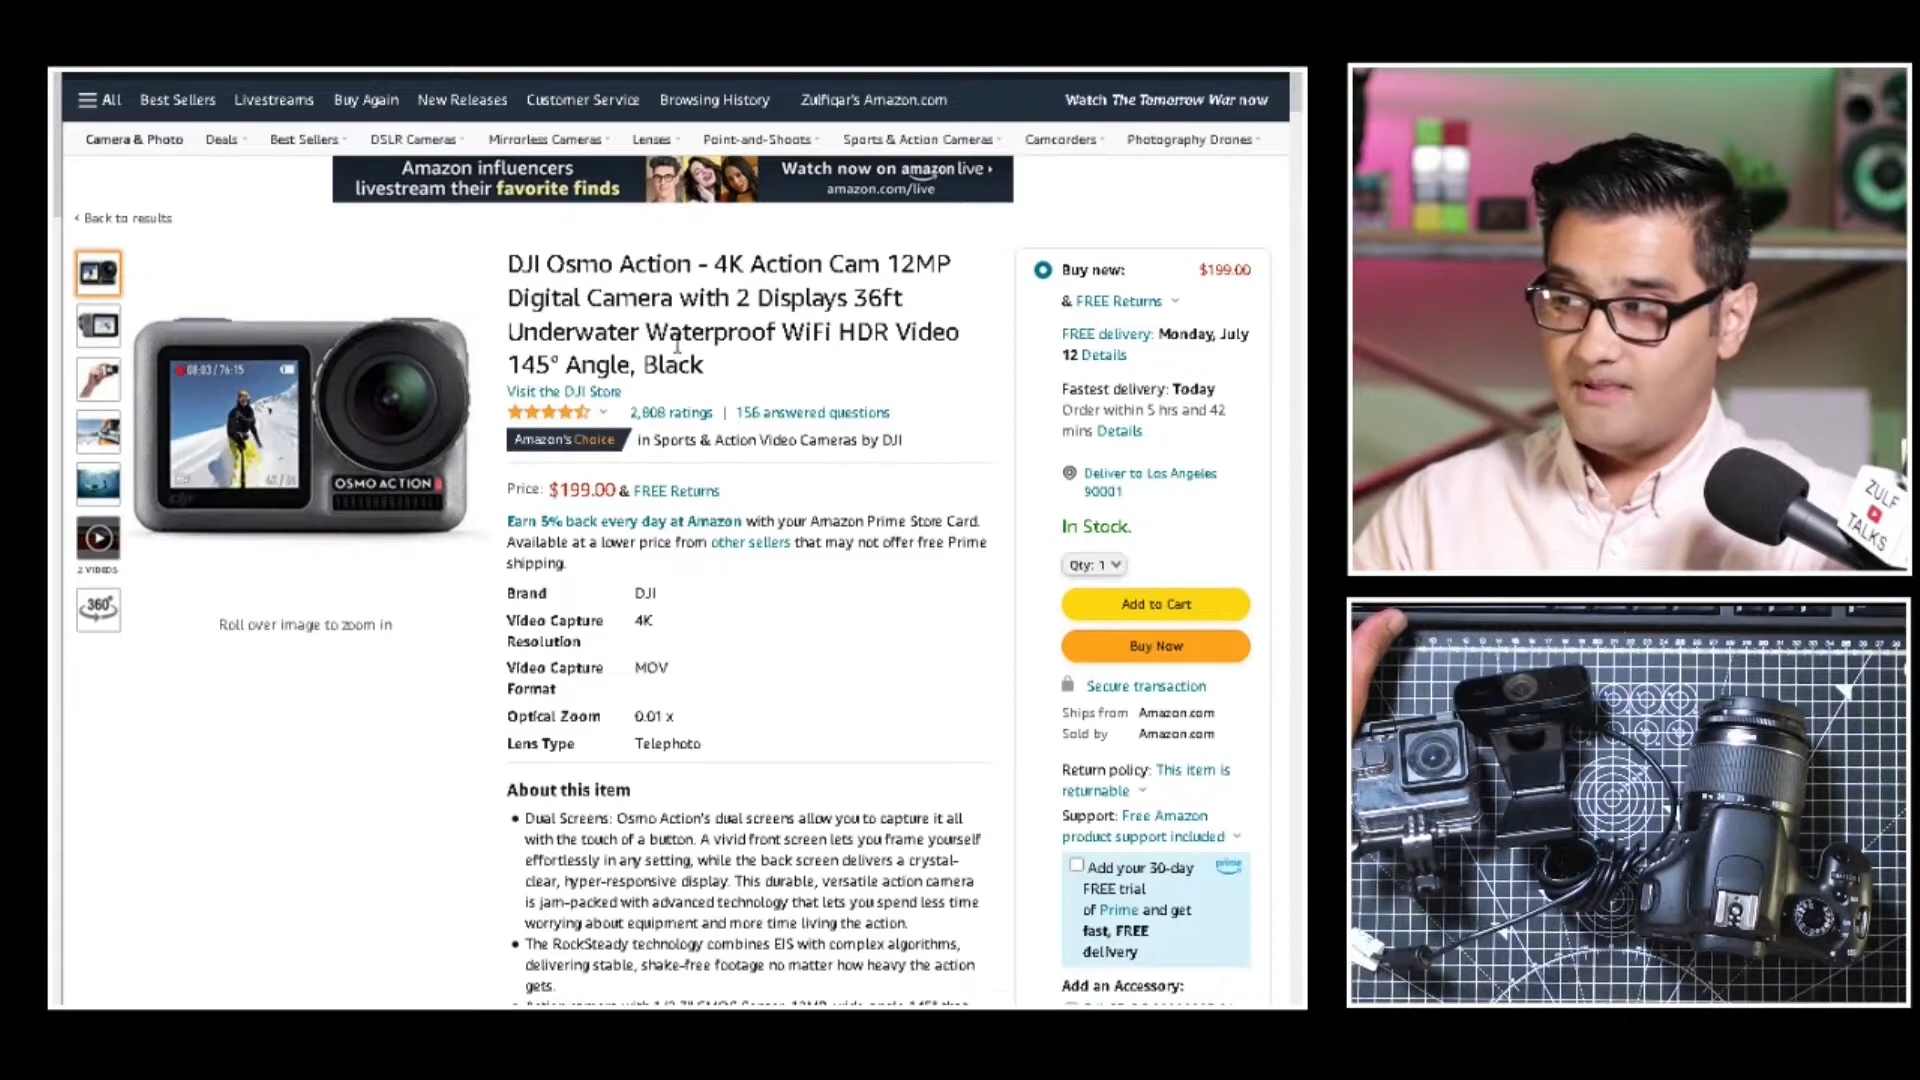 All Best Sellers Livestreams Buy Again New Releases Customer Service Browsing History Zulfiqar's Amazon.com Watch The Tomorrow War now
Camera & Photo Deals Best Sellers DSLR Cameras Mirrorless Cameras Lenses Point-and-Shoots Sports & Action Cameras Camcorders Photography Drones
Amazon influencers
livestream their favorite finds
Watch now on amazon live ›
amazon.com/live
‹ Back to results
DJI Osmo Action - 4K Action Cam 12MP
Digital Camera with 2 Displays 36ft
Underwater Waterproof WiFi HDR Video
145° Angle, Black
Visit the DJI Store
2,808 ratings | 156 answered questions
Amazon's Choice in Sports & Action Video Cameras by DJI
Price: $199.00 & FREE Returns
Earn 5% back every day at Amazon with your Amazon Prime Store Card.
Available at a lower price from other sellers that may not offer free Prime
shipping.
Brand DJI
Video Capture 4K
Resolution
Video Capture MOV
Format
Optical Zoom 0.01 x
Lens Type Telephoto
About this item
• Dual Screens: Osmo Action's dual screens allow you to capture it all
with the touch of a button. A vivid front screen lets you frame yourself
effortlessly in any setting, while the back screen delivers a crystal-
clear, hyper-responsive display. This durable, versatile action camera
is jam-packed with advanced technology that lets you spend less time
worrying about equipment and more time living the action.
• The RockSteady technology combines EIS with complex algorithms,
delivering stable, shake-free footage no matter how heavy the action
gets.
08:03 / 76:15
OSMO ACTION
2 VIDEOS
360°
Roll over image to zoom in
Buy new: $199.00
& FREE Returns
FREE delivery: Monday, July
12 Details
Fastest delivery: Today
Order within 5 hrs and 42
mins Details
Deliver to Los Angeles
90001
In Stock.
Qty: 1
Add to Cart
Buy Now
Secure transaction
Ships from Amazon.com
Sold by Amazon.com
Return policy: This item is
returnable
Support: Free Amazon
product support included
Add your 30-day
FREE trial
of Prime and get
fast, FREE
delivery
prime
Add an Accessory:
ZULF
TALKS